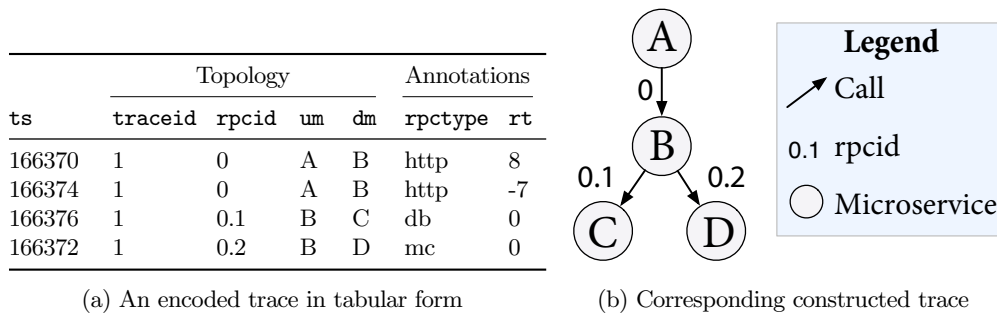 Topology Annotations
ts traceid rpcid um dm rpctype rt
166370 1 0 A B http 8
166374 1 0 A B http -7
166376 1 0.1 B C db 0
166372 1 0.2 B D mc 0
(a) An encoded trace in tabular form
A
0
B
0.1 0.2
C D
Legend
Call
0.1 rpcid
Microservice
(b) Corresponding constructed trace